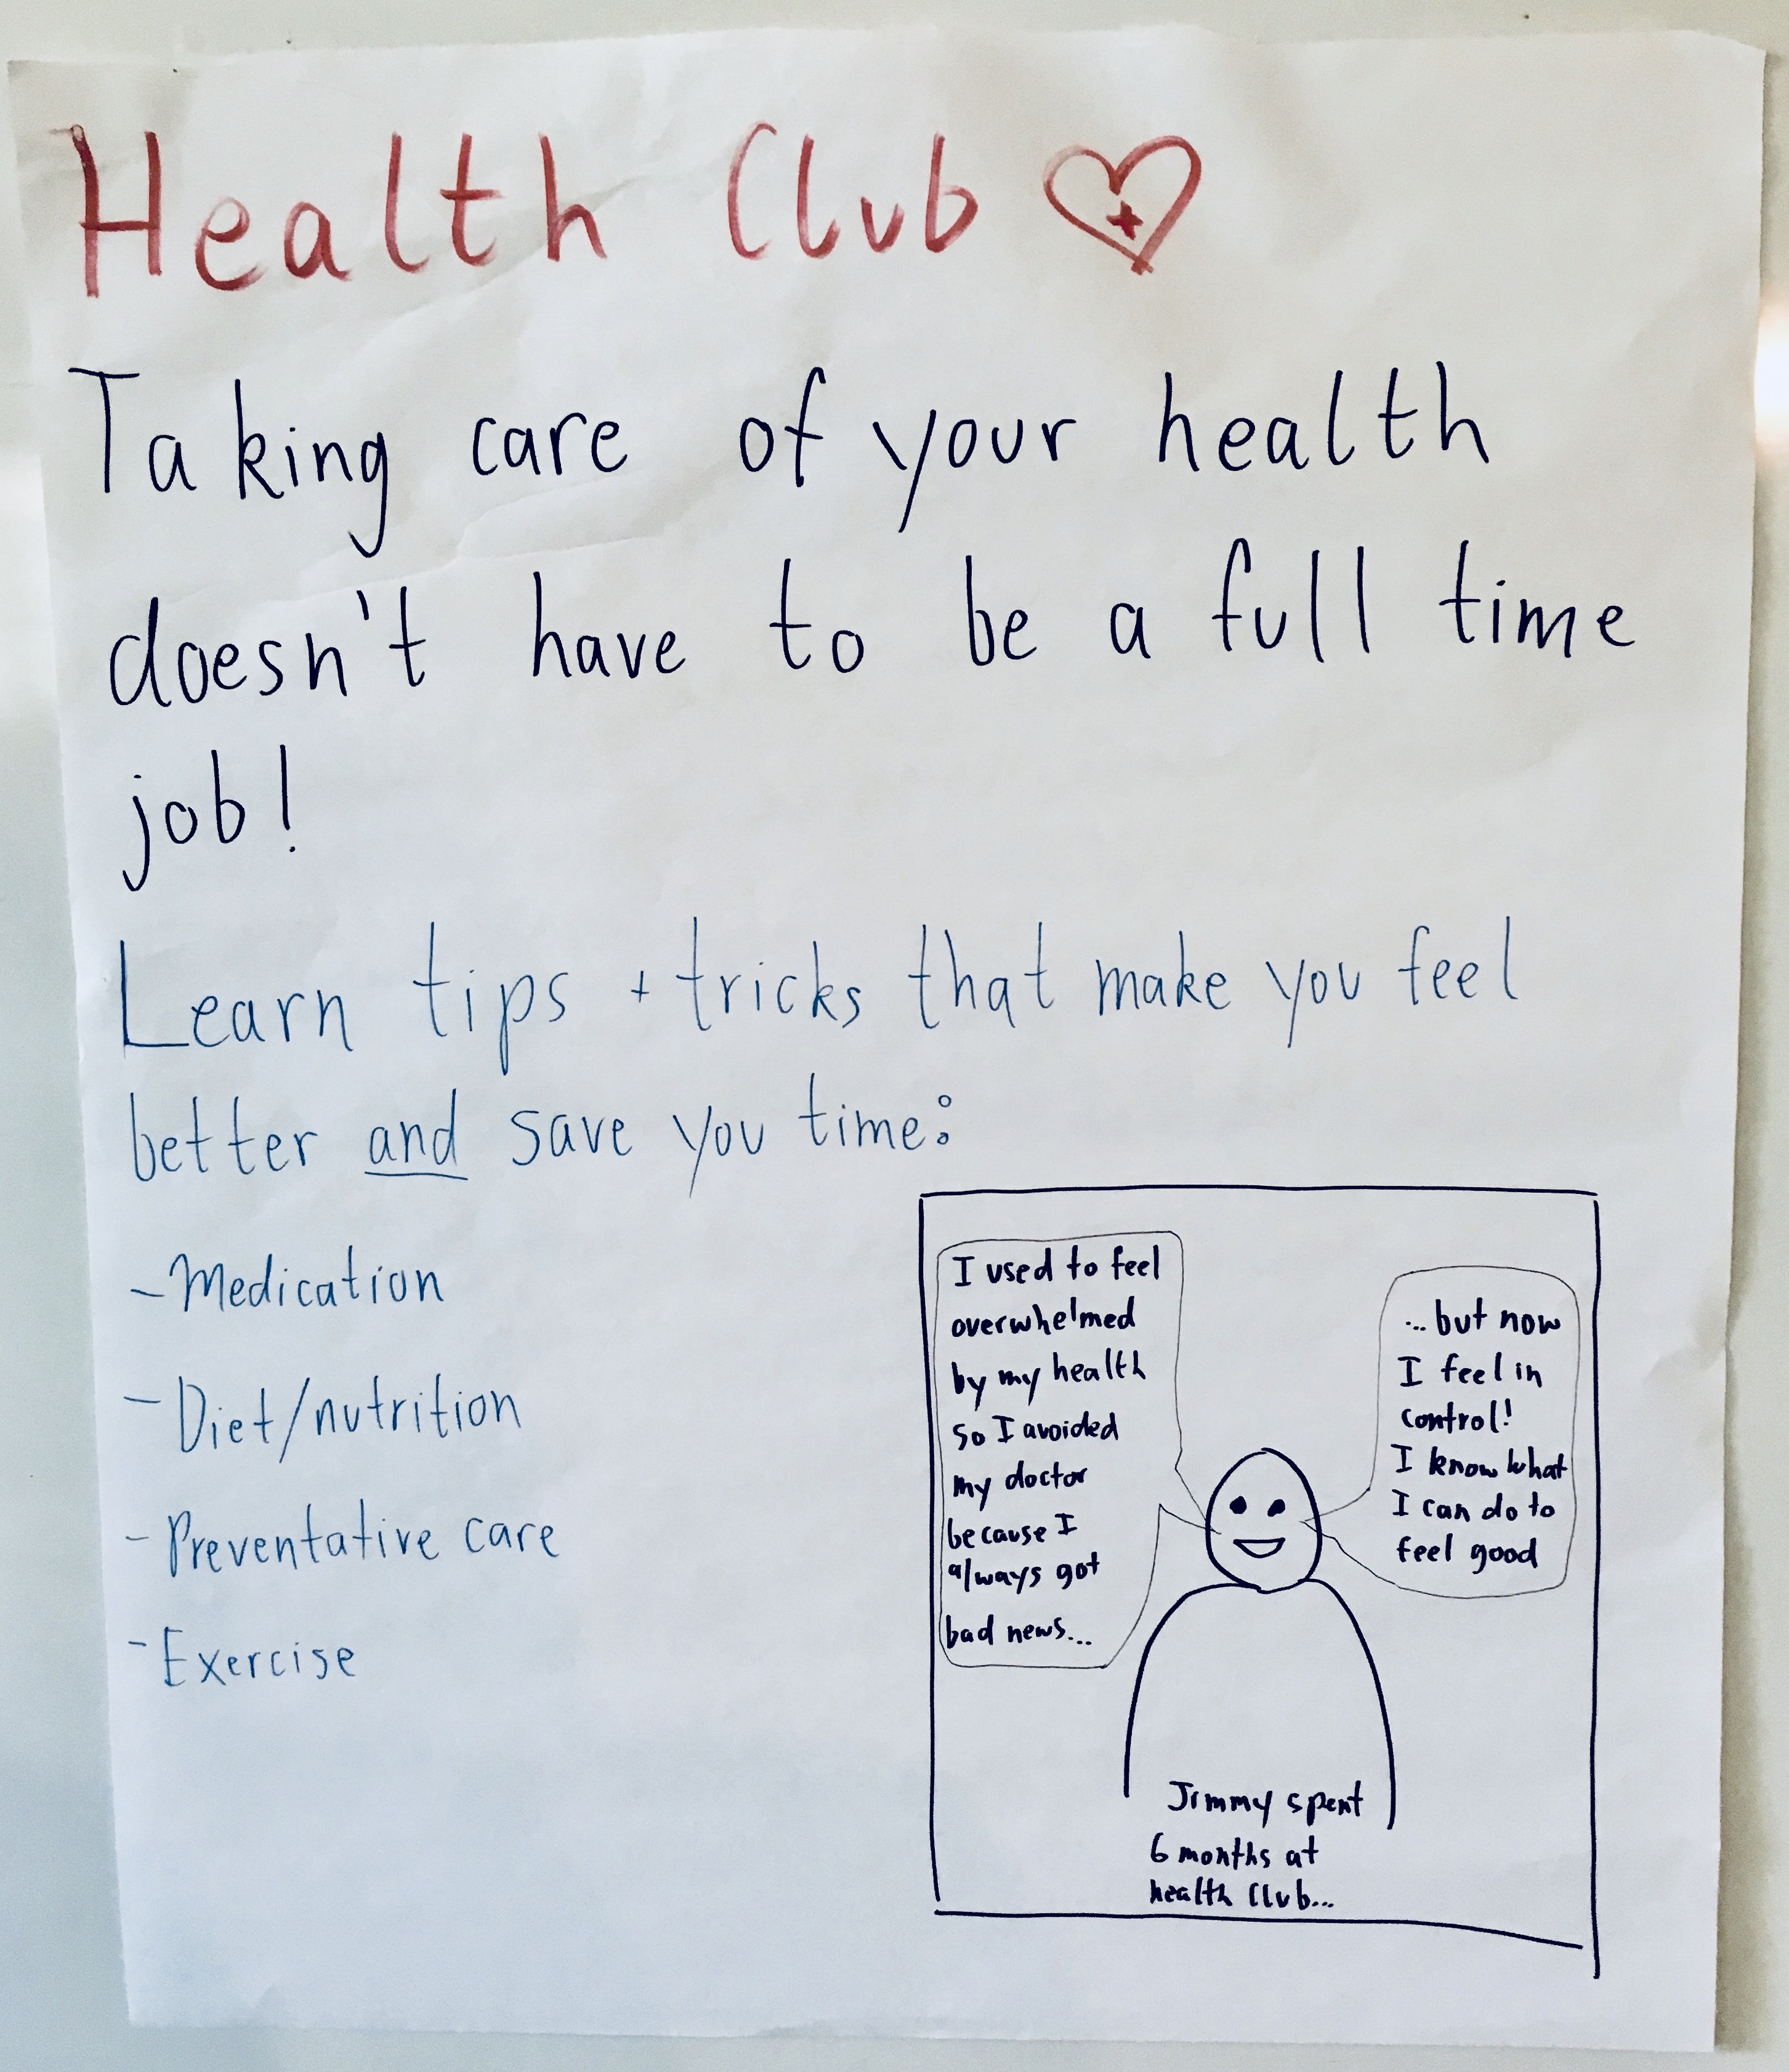 Health Club
Taking care of your health
doesn't have to be a full time
job!
Learn tips + tricks that make you feel
better and save you time:
- Medication
- Diet/nutrition
- Preventative care
- Exercise
I used to feel
overwhelmed
by my health
so I avoided
my doctor
because I
always got
bad news...
...but now
I feel in
control!
I know what
I can do to
feel good
Jimmy spent
6 months at
health Club...